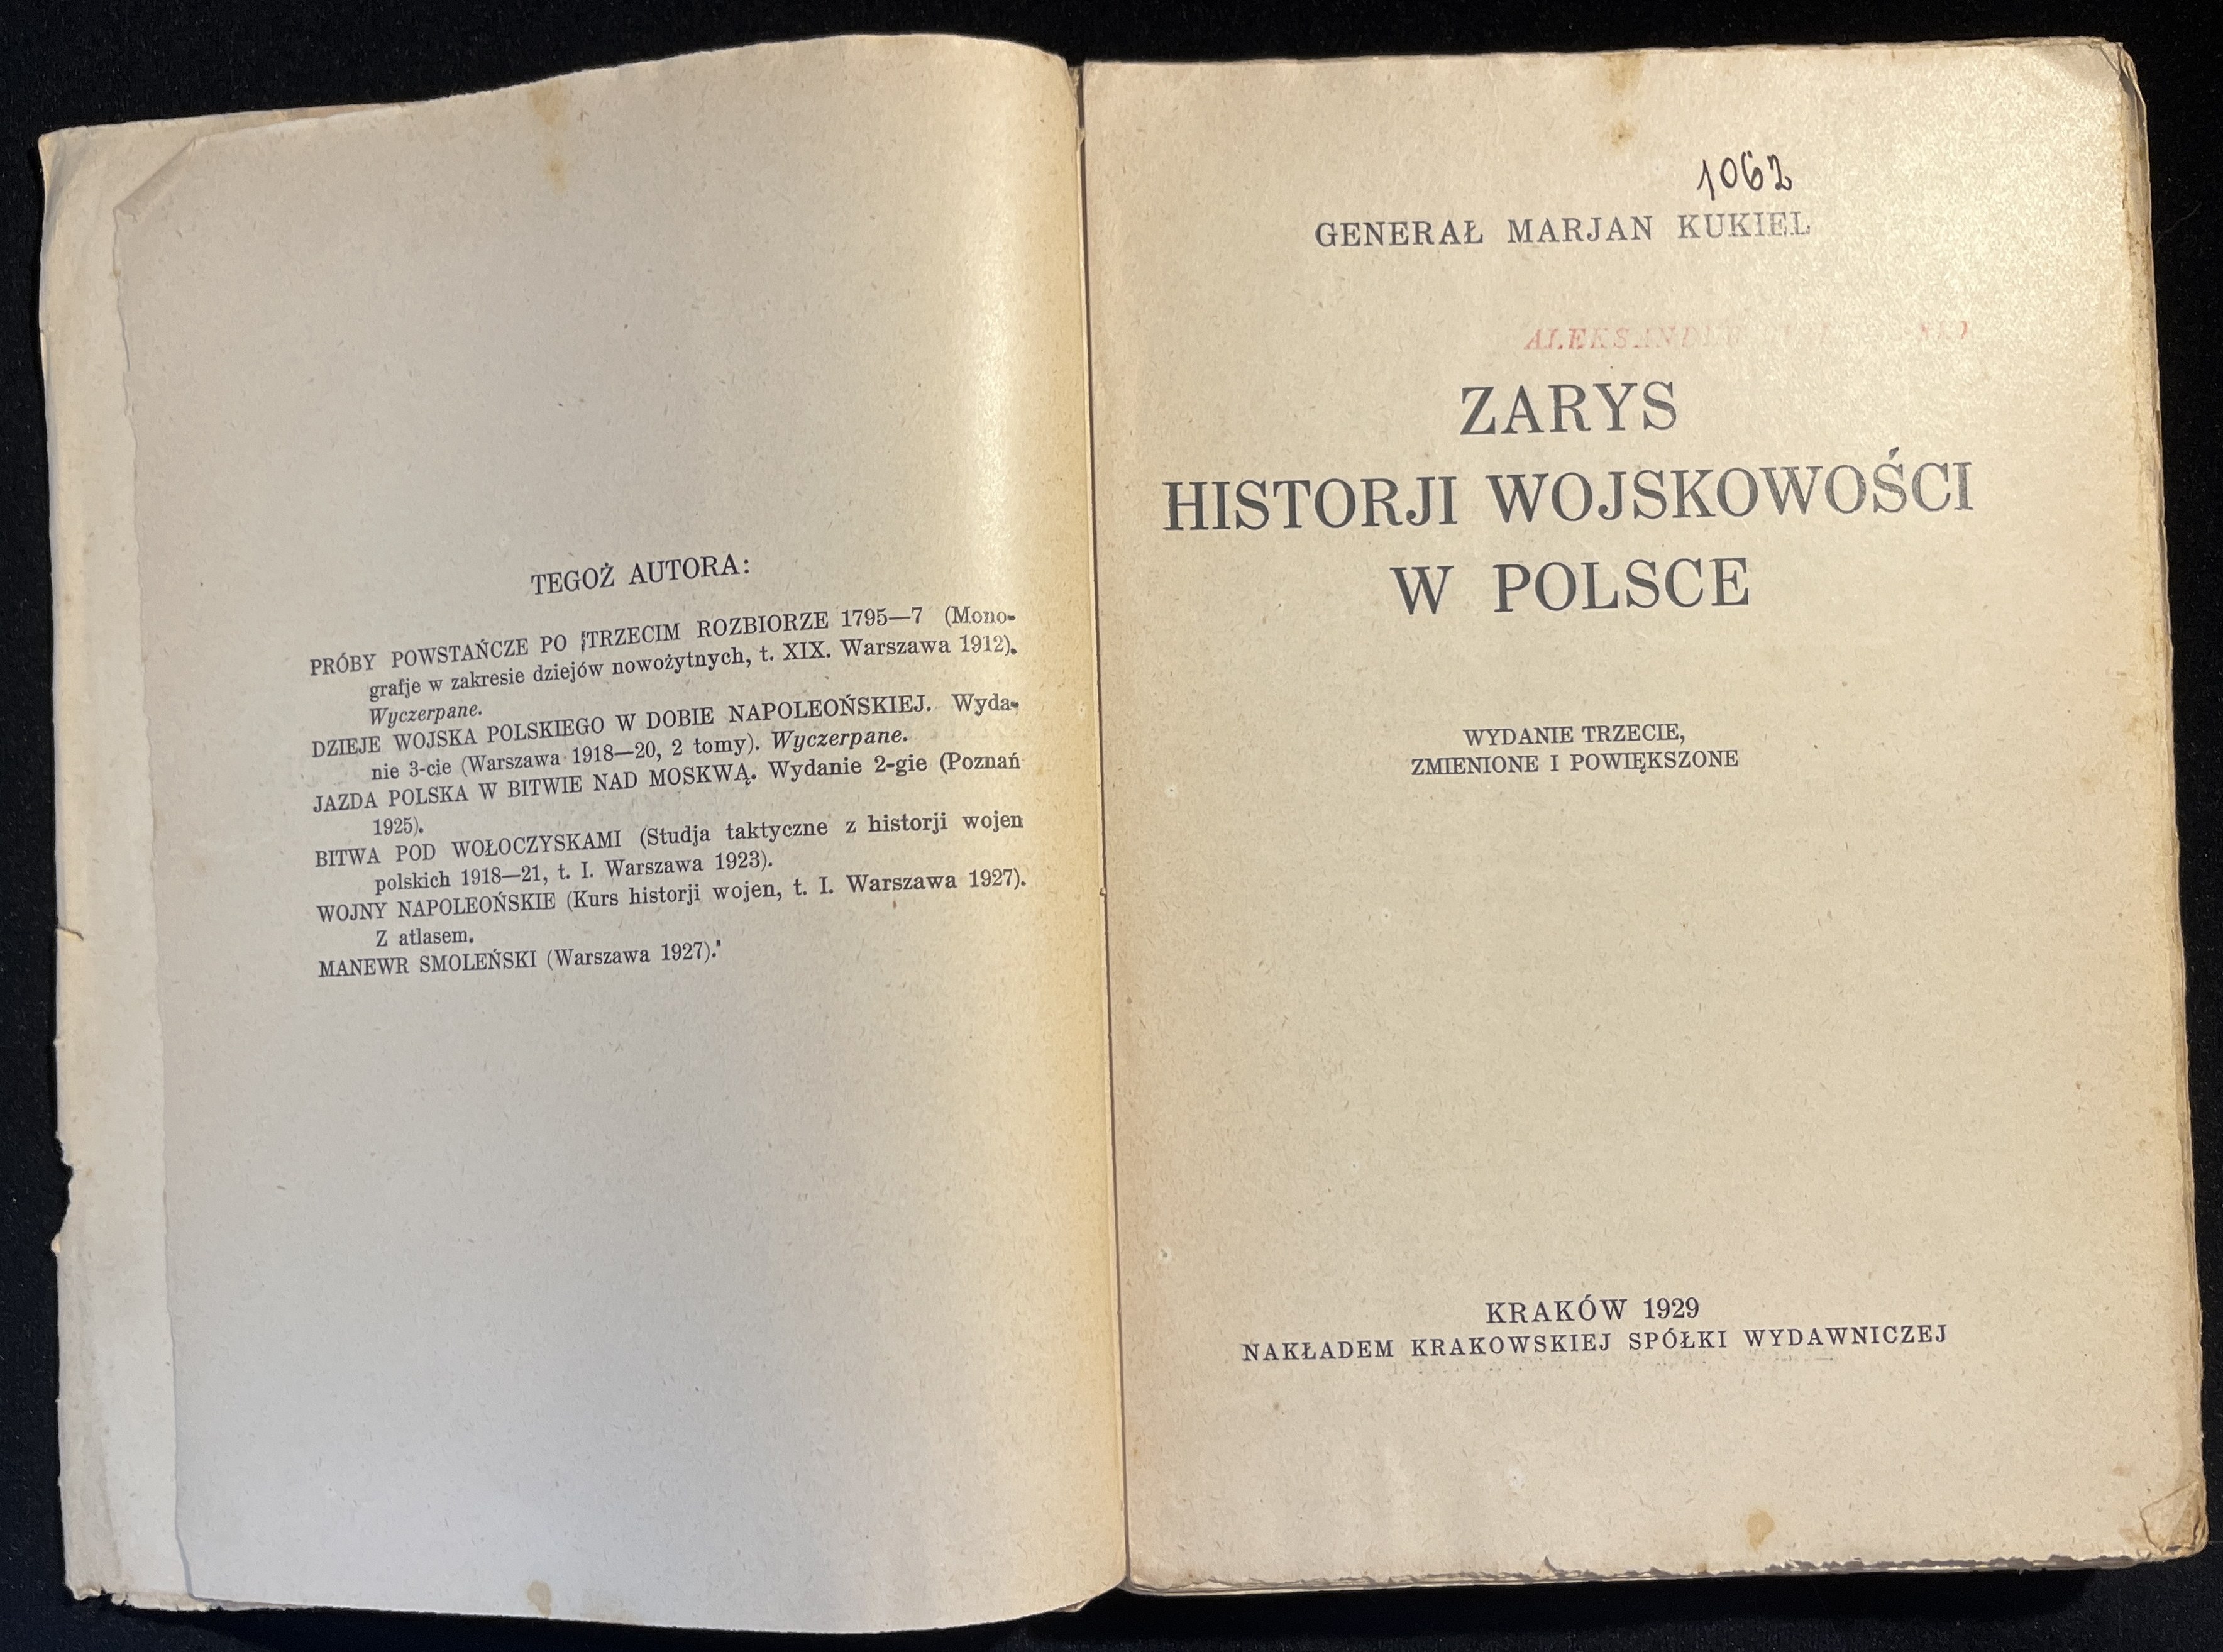 TEGOŻ AUTORA:
PRÓBY POWSTAŃCZE PO TRZECIM ROZBIORZE 1795—7 (Mono-
grafje w zakresie dziejów nowożytnych, t. XIX. Warszawa 1912).
Wyczerpane.
DZIEJE WOJSKA POLSKIEGO W DOBIE NAPOLEOŃSKIEJ. Wyda-
nie 3-cie (Warszawa 1918—20, 2 tomy). Wyczerpane.
JAZDA POLSKA W BITWIE NAD MOSKWĄ. Wydanie 2-gie (Poznań
1925).
BITWA POD WOŁOCZYSKAMI (Studja taktyczne z historji wojen
polskich 1918—21, t. I. Warszawa 1923).
WOJNY NAPOLEOŃSKIE (Kurs historji wojen, t. I. Warszawa 1927).
Z atlasem.
MANEWR SMOLEŃSKI (Warszawa 1927).
1062
GENERAŁ MARJAN KUKIEL
ZARYS
HISTORJI WOJSKOWOŚCI
W POLSCE
WYDANIE TRZECIE,
ZMIENIONE I POWIĘKSZONE
KRAKÓW 1929
NAKŁADEM KRAKOWSKIEJ SPÓŁKI WYDAWNICZEJ